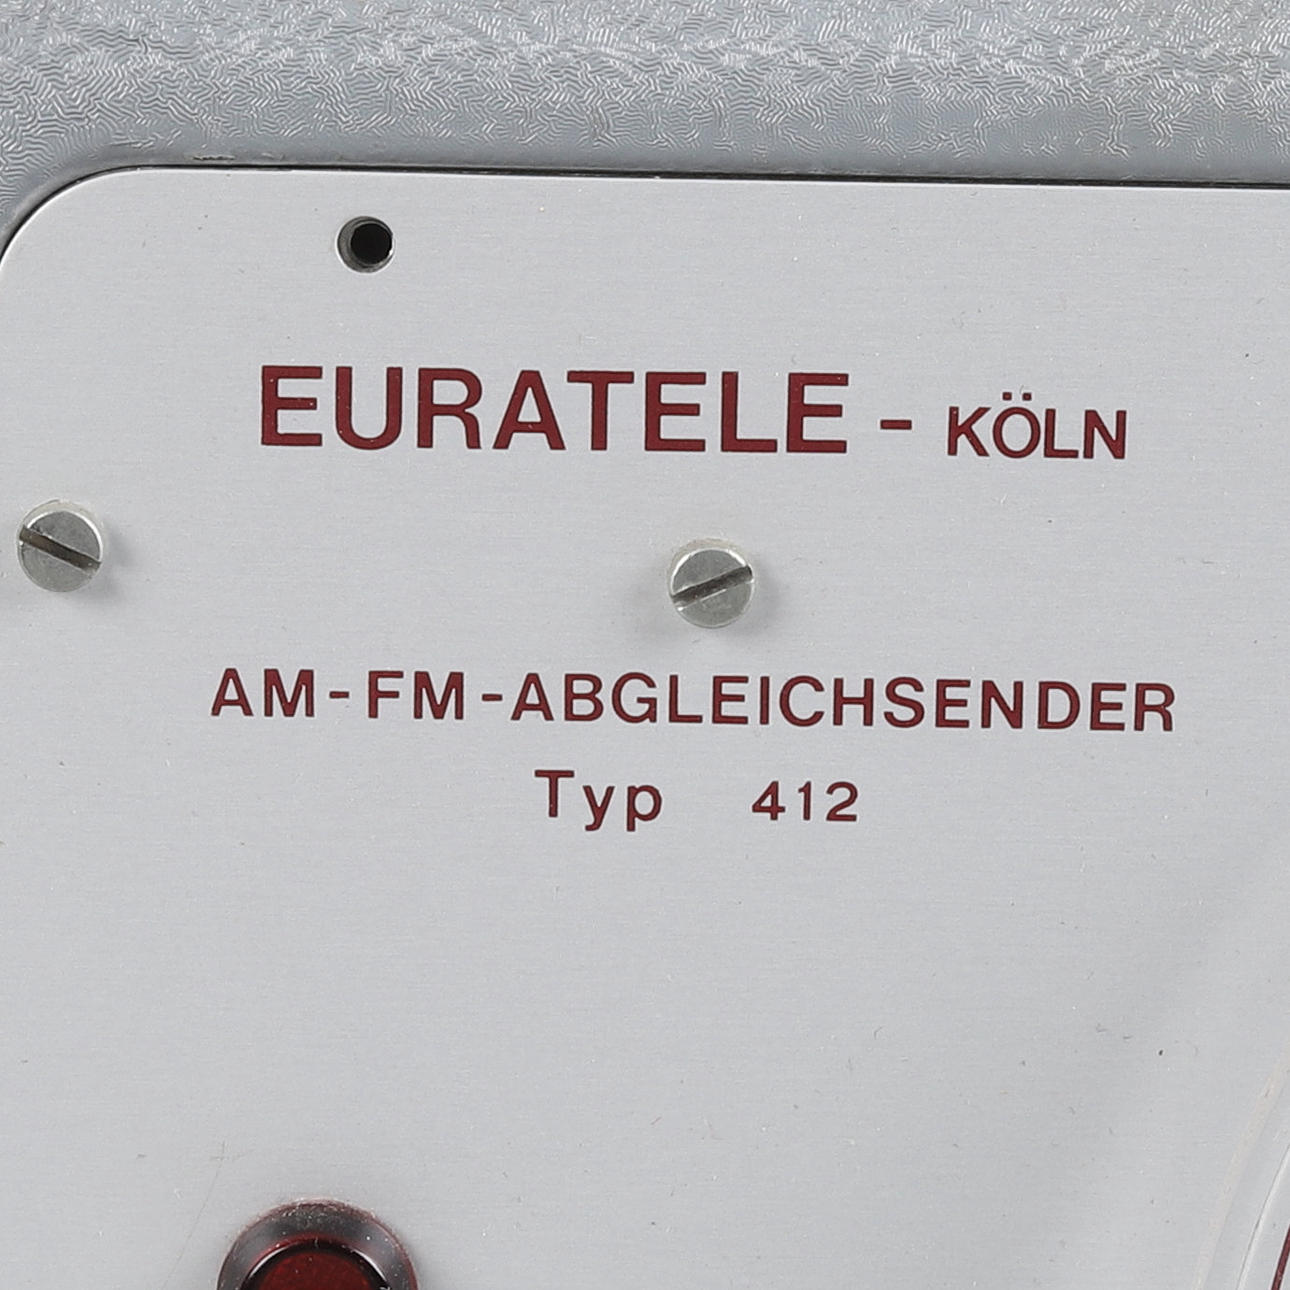 EURATELE - KÖLN
AM-FM-ABGLEICHSENDER
Typ 412